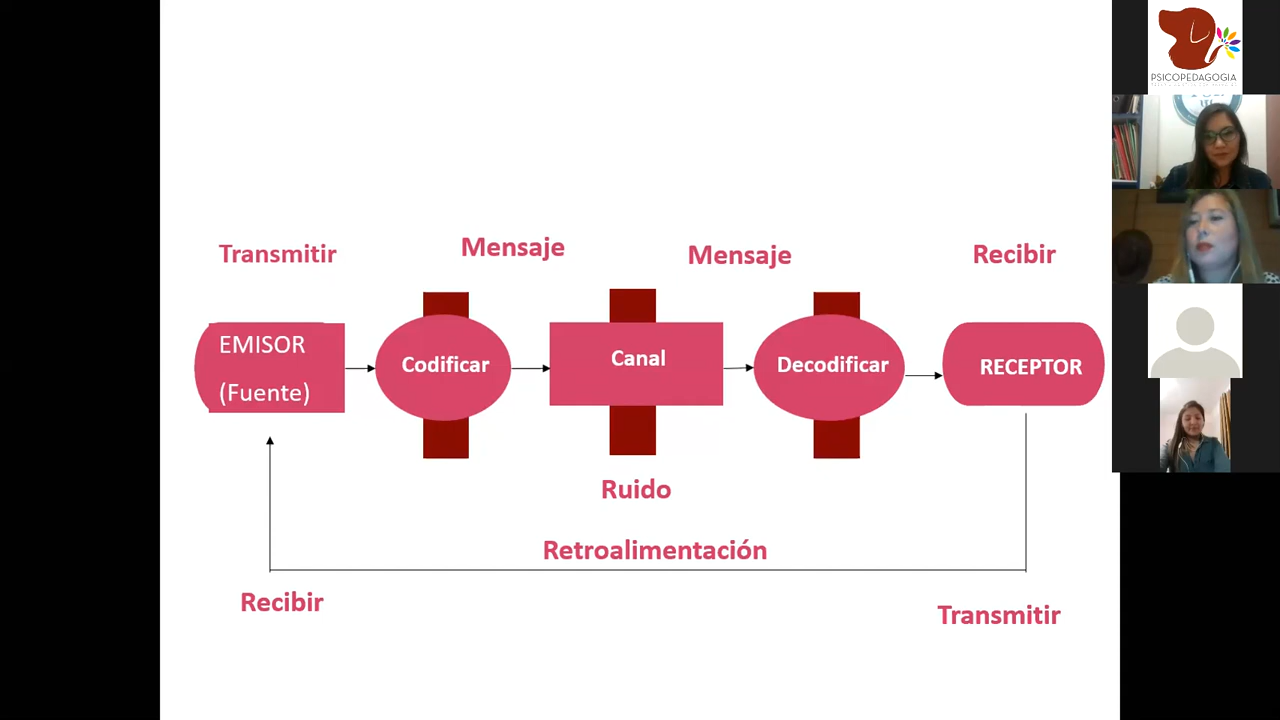 Transmitir
Mensaje
Mensaje
Recibir
EMISOR
(Fuente)
Codificar
Canal
Decodificar
RECEPTOR
Ruido
Retroalimentación
Recibir
Transmitir
PSICOPEDAGOGIA